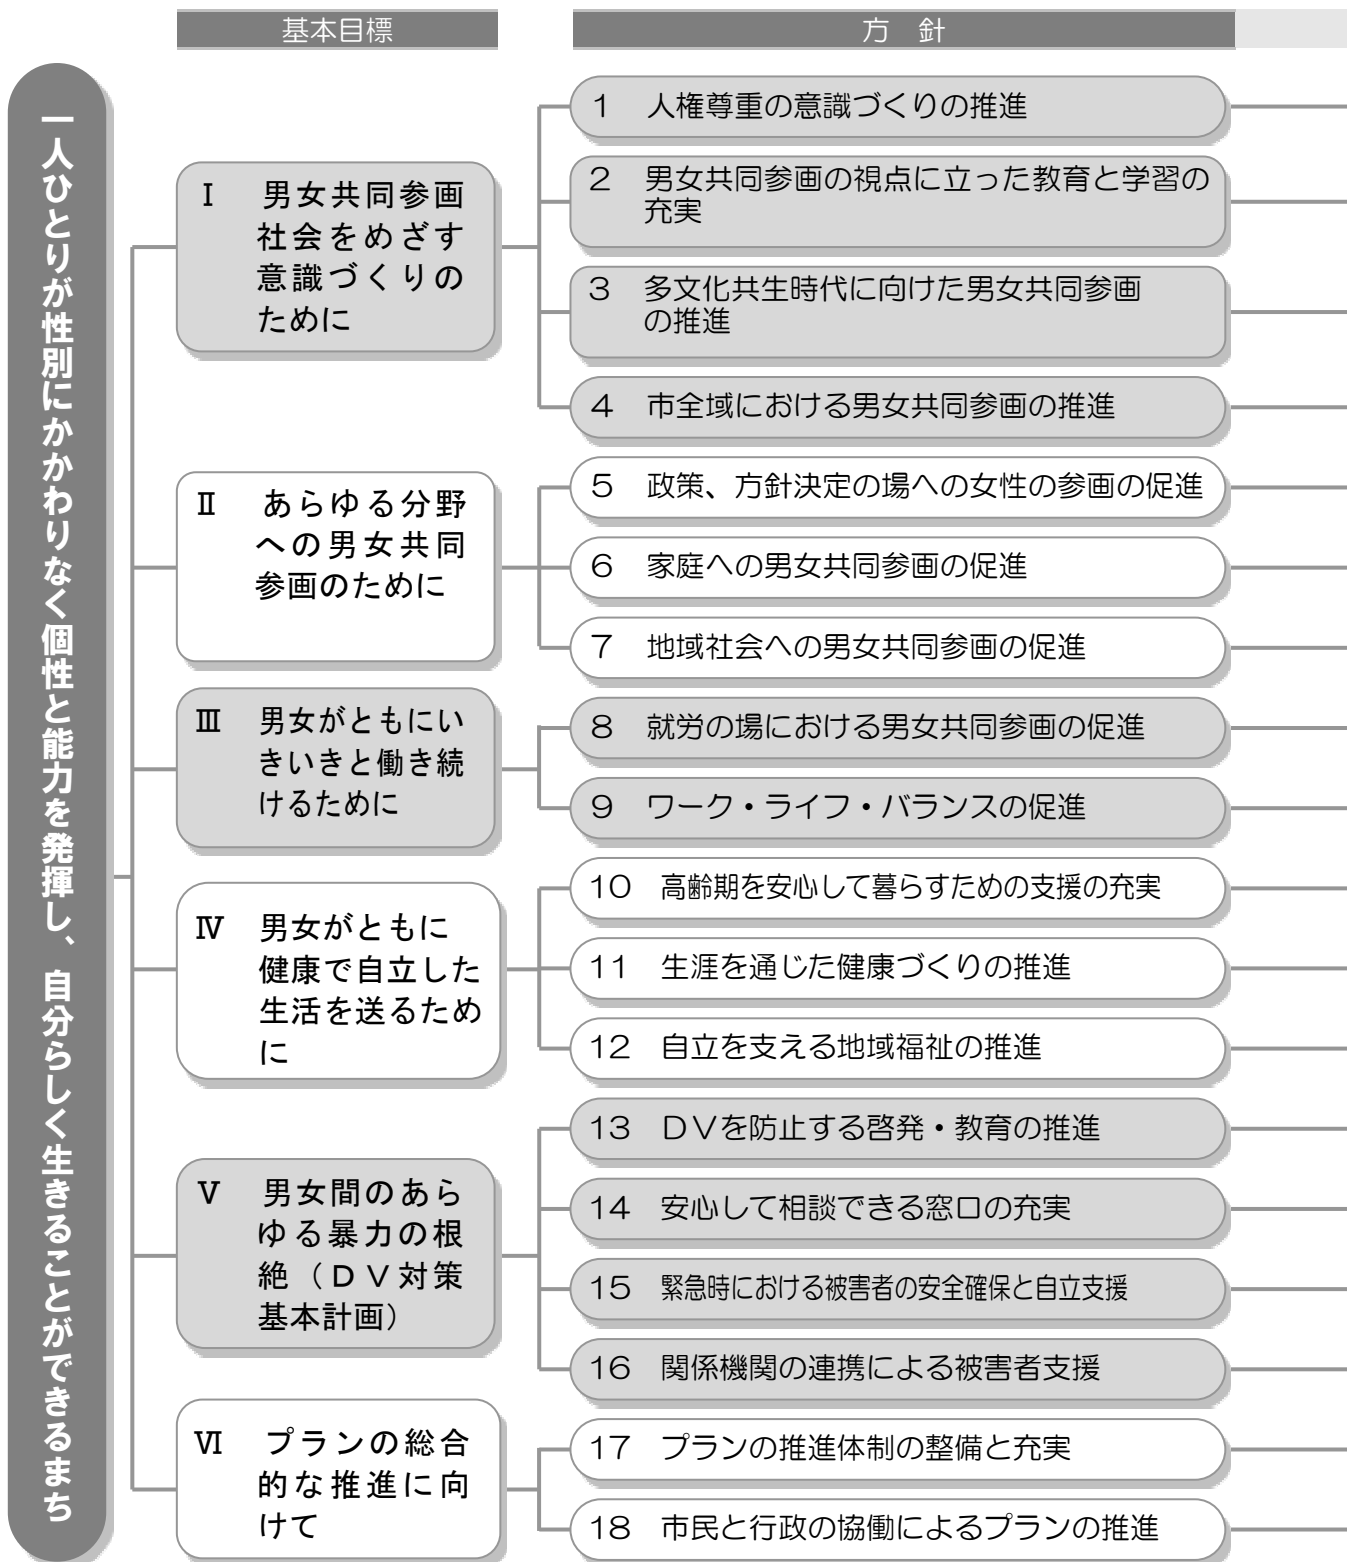 基本目標
方 針
一人ひとりが性別にかかわりなく個性と能力を発揮し、自分らしく生きることができるまち
Ⅰ 男女共同参画
社会をめざす
意識づくりの
ために
1 人権尊重の意識づくりの推進
2 男女共同参画の視点に立った教育と学習の
充実
3 多文化共生時代に向けた男女共同参画
の推進
4 市全域における男女共同参画の推進
Ⅱ あらゆる分野
への男女共同
参画のために
5 政策、方針決定の場への女性の参画の促進
6 家庭への男女共同参画の促進
7 地域社会への男女共同参画の促進
Ⅲ 男女がともにい
きいきと働き続
けるために
8 就労の場における男女共同参画の促進
9 ワーク・ライフ・バランスの促進
Ⅳ 男女がともに
健康で自立した
生活を送るため
に
10 高齢期を安心して暮らすための支援の充実
11 生涯を通じた健康づくりの推進
12 自立を支える地域福祉の推進
Ⅴ 男女間のあら
ゆる暴力の根
絶（ＤＶ対策
基本計画）
13 ＤＶを防止する啓発・教育の推進
14 安心して相談できる窓口の充実
15 緊急時における被害者の安全確保と自立支援
16 関係機関の連携による被害者支援
Ⅵ プランの総合
的な推進に向
けて
17 プランの推進体制の整備と充実
18 市民と行政の協働によるプランの推進